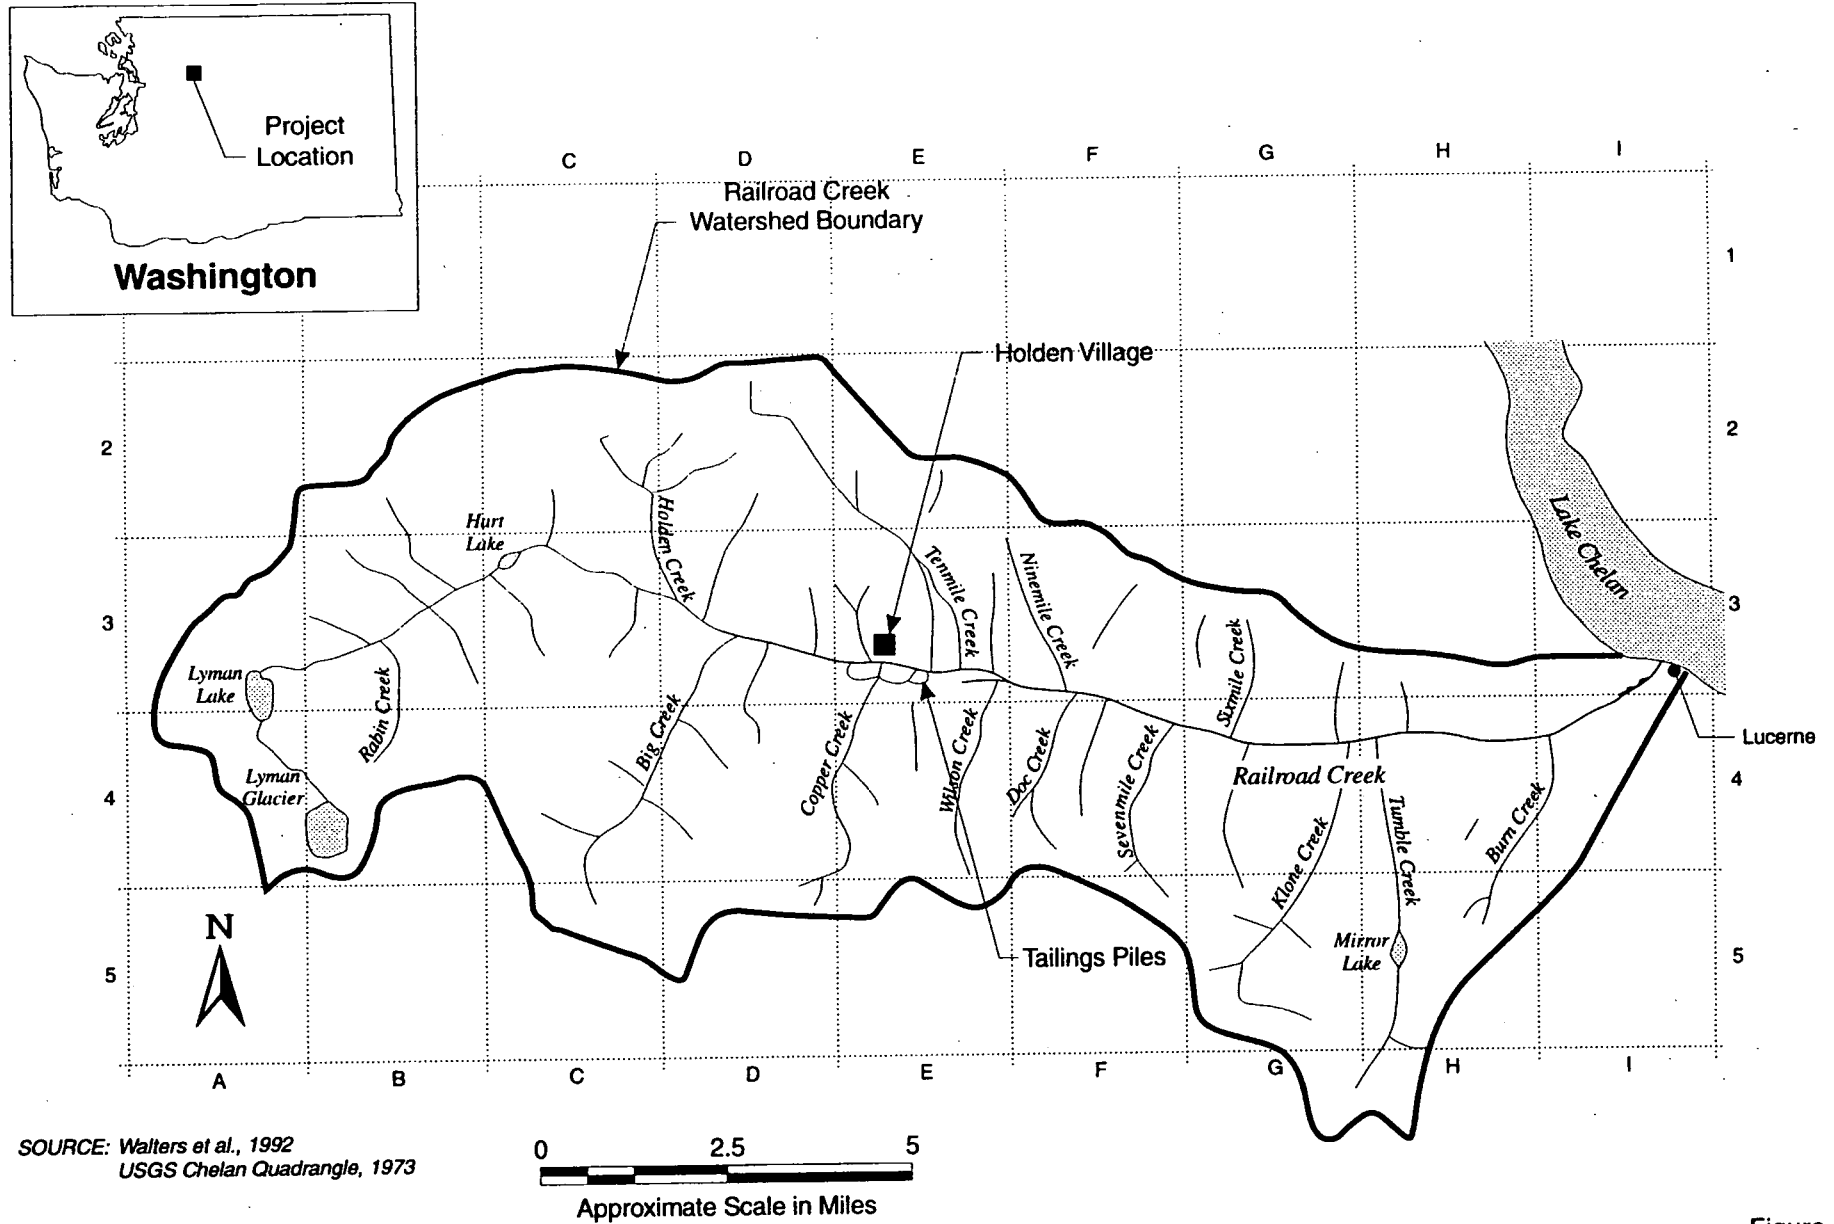 Project
Location
Washington
C D E F G H I
Railroad Creek
Watershed Boundary
1
Holden Village
2
2
Hurt
Lake
Holden Creek
Tenmile Creek
Ninemile Creek
Lake Chelan
3
3
Lyman
Lake
Rabin Creek
Big Creek
Copper Creek
Wilson Creek
Doc Creek
Sevenmile Creek
Sixmile Creek
Lucerne
4
Lyman
Glacier
Railroad Creek
4
Klone Creek
Tumble Creek
Burn Creek
N
Mirror
Lake
Tailings Piles
5
5
A B C D E F G H I
SOURCE: Walters et al., 1992
USGS Chelan Quadrangle, 1973
0 2.5 5
Approximate Scale in Miles